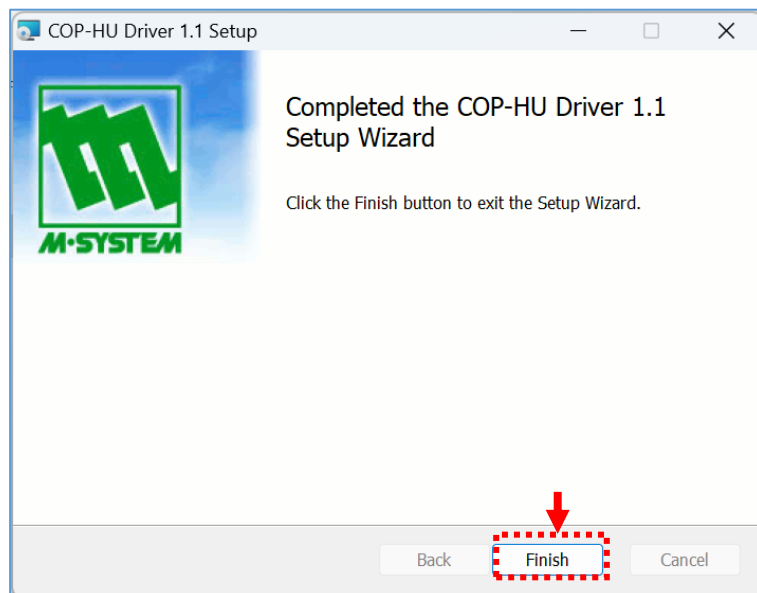 COP-HU Driver 1.1 Setup
Completed the COP-HU Driver 1.1
Setup Wizard
Click the Finish button to exit the Setup Wizard.
M•SYSTEM
Back
Finish
Cancel